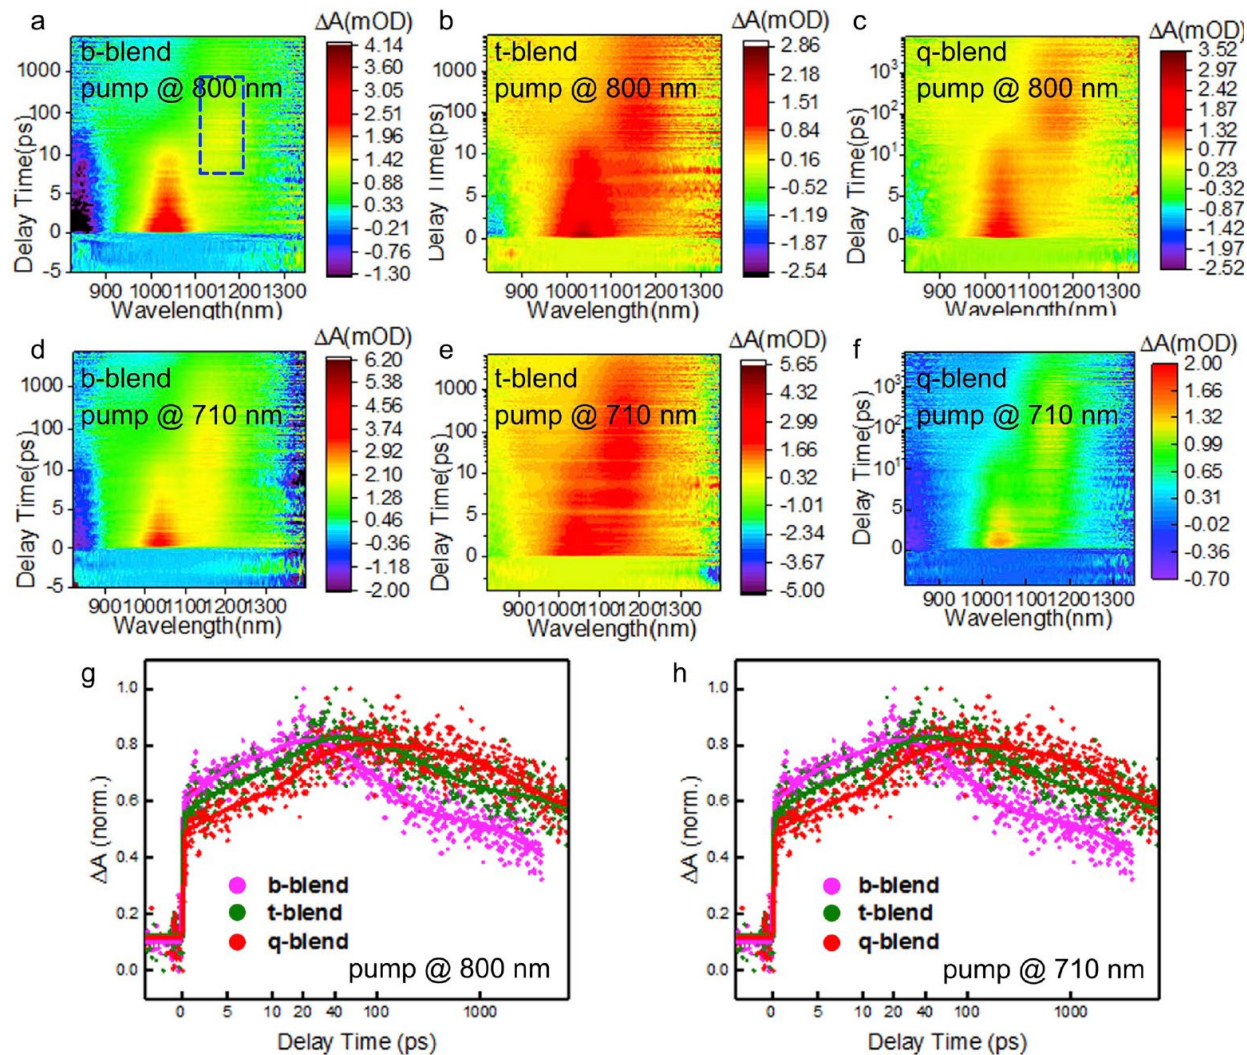 a
ΔA(mOD)
b-blend
pump @ 800 nm
1000
100
10
5
0
-5
Delay Time(ps)
900 1000 1100 1200 1300
Wavelength(nm)
4.14
3.60
3.05
2.51
1.96
1.42
0.88
0.33
-0.21
-0.76
-1.30
b
ΔA(mOD)
t-blend
pump @ 800 nm
1000
100
10
5
0
Delay Time(ps)
900 1000 1100 1200 1300
Wavelength(nm)
2.86
2.19
1.51
0.84
0.16
-0.52
-1.19
-1.87
-2.54
c
ΔA(mOD)
q-blend
pump @ 800 nm
10³
10²
10¹
5
0
Delay Time(ps)
900 1000 1100 1200 1300
Wavelength(nm)
3.52
2.97
2.42
1.87
1.32
0.77
0.23
-0.32
-0.87
-1.42
-1.97
-2.52
d
ΔA(mOD)
b-blend
pump @ 710 nm
1000
100
10
5
0
-5
Delay Time(ps)
900 1000 1100 1200 1300
Wavelength(nm)
6.20
5.38
4.56
3.74
2.92
2.10
1.28
0.46
-0.36
-1.18
-2.00
e
ΔA(mOD)
t-blend
pump @ 710 nm
1000
100
10
5
0
Delay Time(ps)
900 1000 1100 1200 1300
Wavelength(nm)
5.65
4.32
2.99
1.65
0.32
-1.01
-2.34
-3.67
-5.00
f
ΔA(mOD)
q-blend
pump @ 710 nm
10³
10²
10¹
5
0
Delay Time(ps)
900 1000 1100 1200 1300
Wavelength(nm)
2.00
1.66
1.32
0.99
0.65
0.31
-0.02
-0.36
-0.70
g
1.0
0.8
0.6
0.4
0.2
0.0
ΔA (norm.)
b-blend
t-blend
q-blend
pump @ 800 nm
0 5 10 20 40 100 1000
Delay Time (ps)
h
1.0
0.8
0.6
0.4
0.2
0.0
ΔA (norm.)
b-blend
t-blend
q-blend
pump @ 710 nm
0 5 10 20 40 100 1000
Delay Time (ps)